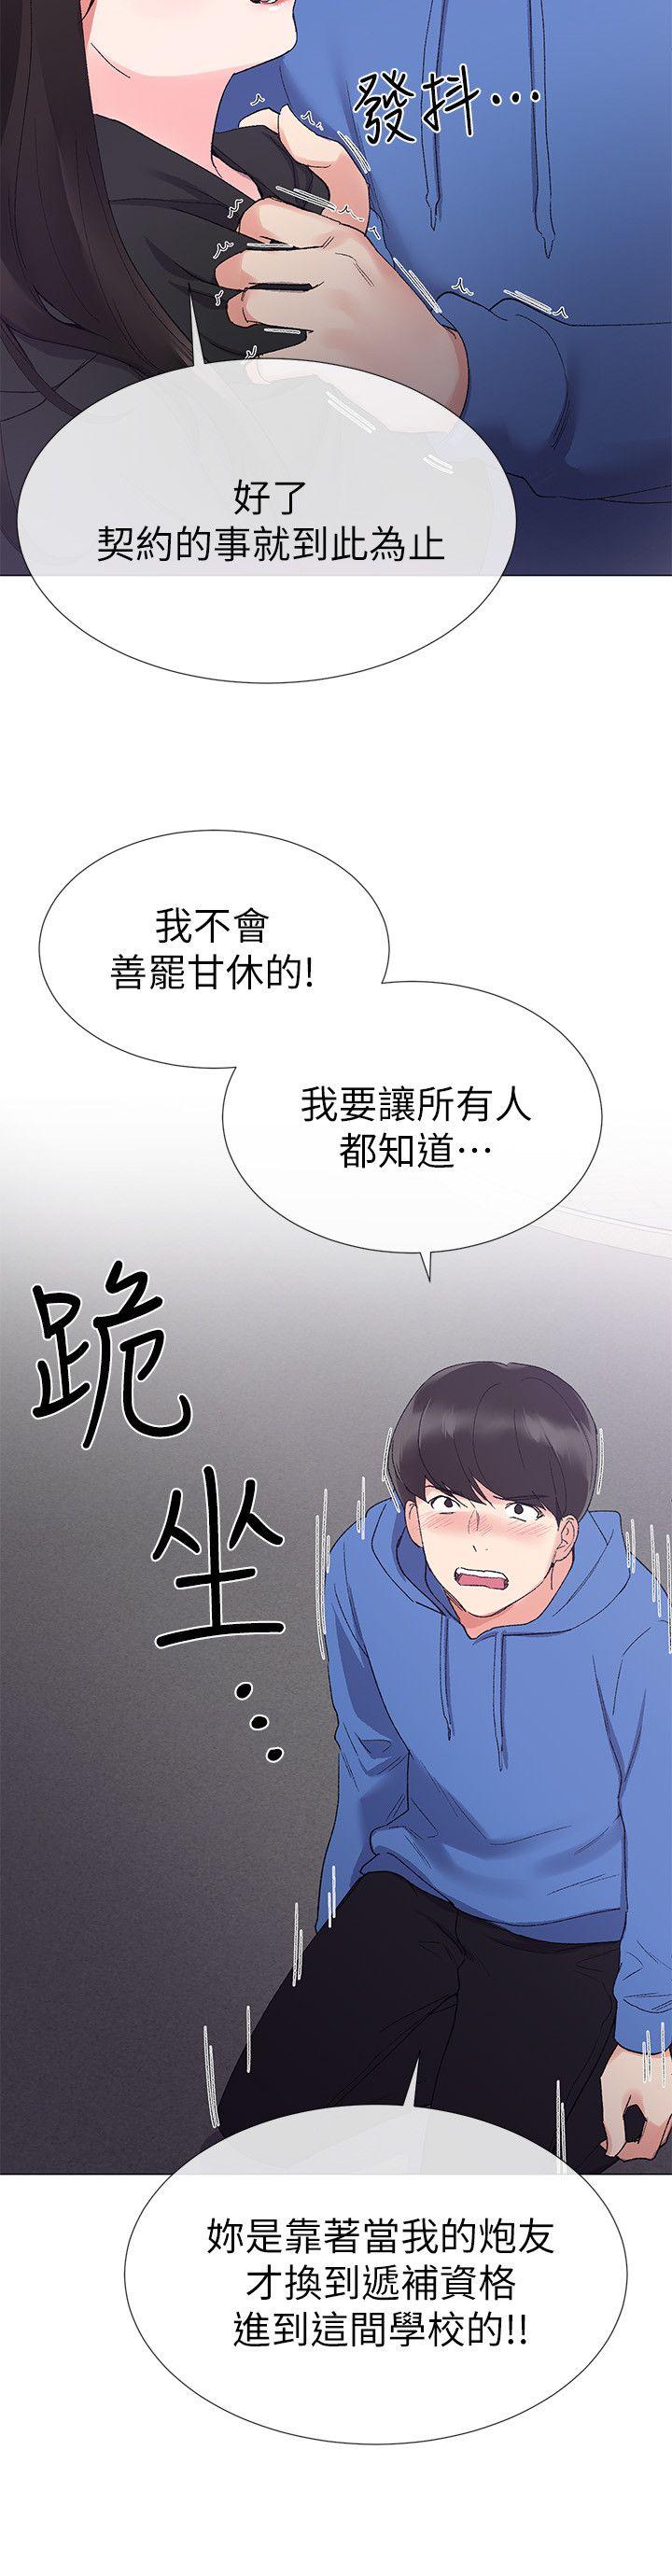 發抖…
好了
契約的事就到此為止
我不會
善罷甘休的!
我要讓所有人
都知道…
跪
坐…
妳是靠著當我的炮友
才換到遞補資格
進到這間學校的!!